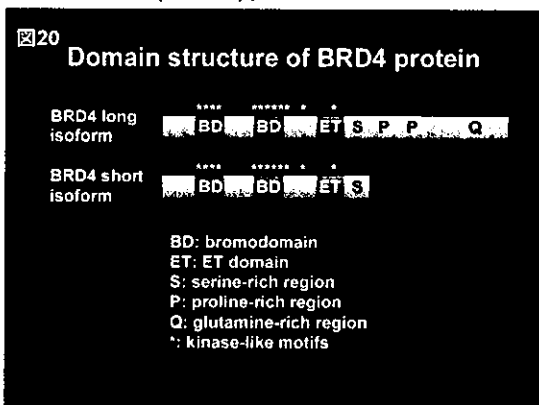 図20
Domain structure of BRD4 protein
**** ****** * *
BRD4 long
isoform
BD BD ET S P P Q
**** ****** * *
BRD4 short
isoform
BD BD ET S
BD: bromodomain
ET: ET domain
S: serine-rich region
P: proline-rich region
Q: glutamine-rich region
*: kinase-like motifs